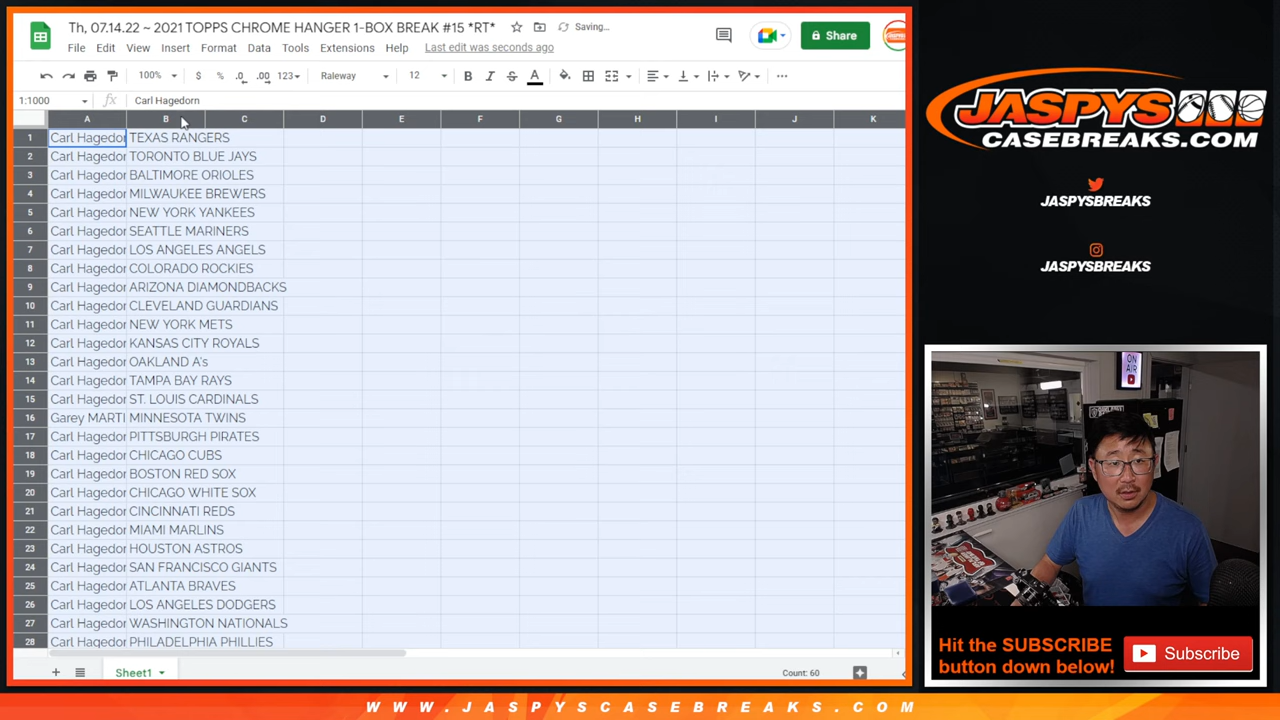 Th, 07.14.22 ~ 2021 TOPPS CHROME HANGER 1-BOX BREAK #15 *RT*
Saving...
File Edit View Insert Format Data Tools Extensions Help Last edit was seconds ago
Share
100% $ % .0 .00 123 Raleway 12 B I S A
1:1000 fx Carl Hagedorn
A B C D E F G H I J K
1 Carl Hagedor TEXAS RANGERS
2 Carl Hagedor TORONTO BLUE JAYS
3 Carl Hagedor BALTIMORE ORIOLES
4 Carl Hagedor MILWAUKEE BREWERS
5 Carl Hagedor NEW YORK YANKEES
6 Carl Hagedor SEATTLE MARINERS
7 Carl Hagedor LOS ANGELES ANGELS
8 Carl Hagedor COLORADO ROCKIES
9 Carl Hagedor ARIZONA DIAMONDBACKS
10 Carl Hagedor CLEVELAND GUARDIANS
11 Carl Hagedor NEW YORK METS
12 Carl Hagedor KANSAS CITY ROYALS
13 Carl Hagedor OAKLAND A's
14 Carl Hagedor TAMPA BAY RAYS
15 Carl Hagedor ST. LOUIS CARDINALS
16 Garey MARTI MINNESOTA TWINS
17 Carl Hagedor PITTSBURGH PIRATES
18 Carl Hagedor CHICAGO CUBS
19 Carl Hagedor BOSTON RED SOX
20 Carl Hagedor CHICAGO WHITE SOX
21 Carl Hagedor CINCINNATI REDS
22 Carl Hagedor MIAMI MARLINS
23 Carl Hagedor HOUSTON ASTROS
24 Carl Hagedor SAN FRANCISCO GIANTS
25 Carl Hagedor ATLANTA BRAVES
26 Carl Hagedor LOS ANGELES DODGERS
27 Carl Hagedor WASHINGTON NATIONALS
28 Carl Hagedor PHILADELPHIA PHILLIES
Sheet1
Count: 60
JASPYS
CASEBREAKS.COM
JASPYSBREAKS
JASPYSBREAKS
ON
AIR
Hit the SUBSCRIBE
button down below!
Subscribe
WWW.JASPYSCASEBREAKS.COM